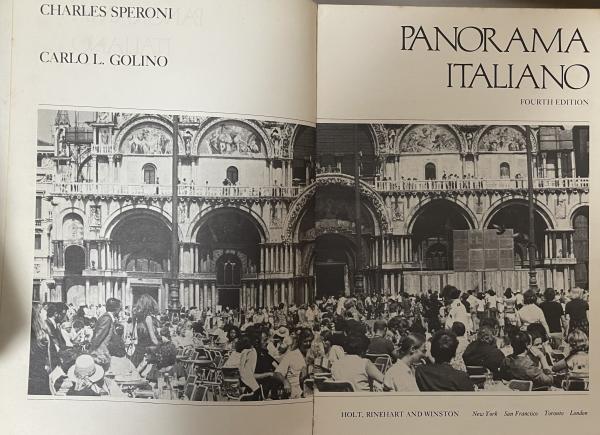 CHARLES SPERONI
CARLO L. GOLINO
PANORAMA
ITALIANO
FOURTH EDITION
HOLT, RINEHART AND WINSTON New York San Francisco Toronto London